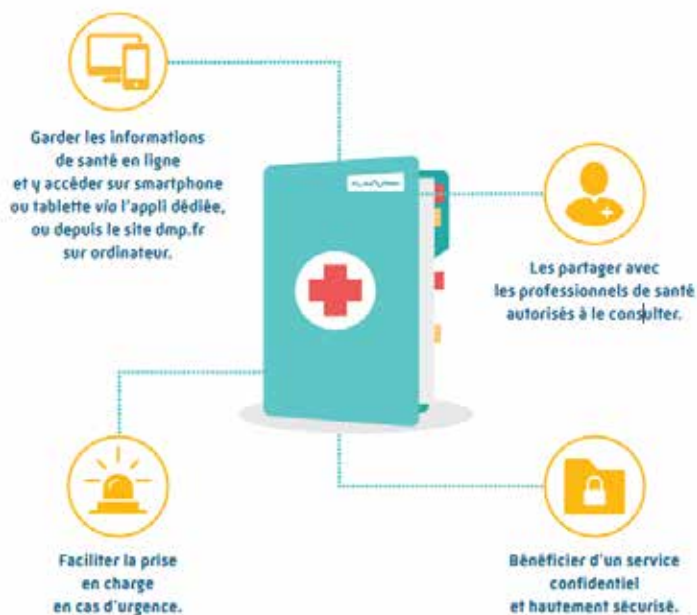 Garder les informations
de santé en ligne
et y accéder sur smartphone
ou tablette via l'appli dédiée,
ou depuis le site dmp.fr
sur ordinateur.
Les partager avec
les professionnels de santé
autorisés à le consulter.
Faciliter la prise
en charge
en cas d'urgence.
Bénéficier d'un service
confidentiel
et hautement sécurisé.